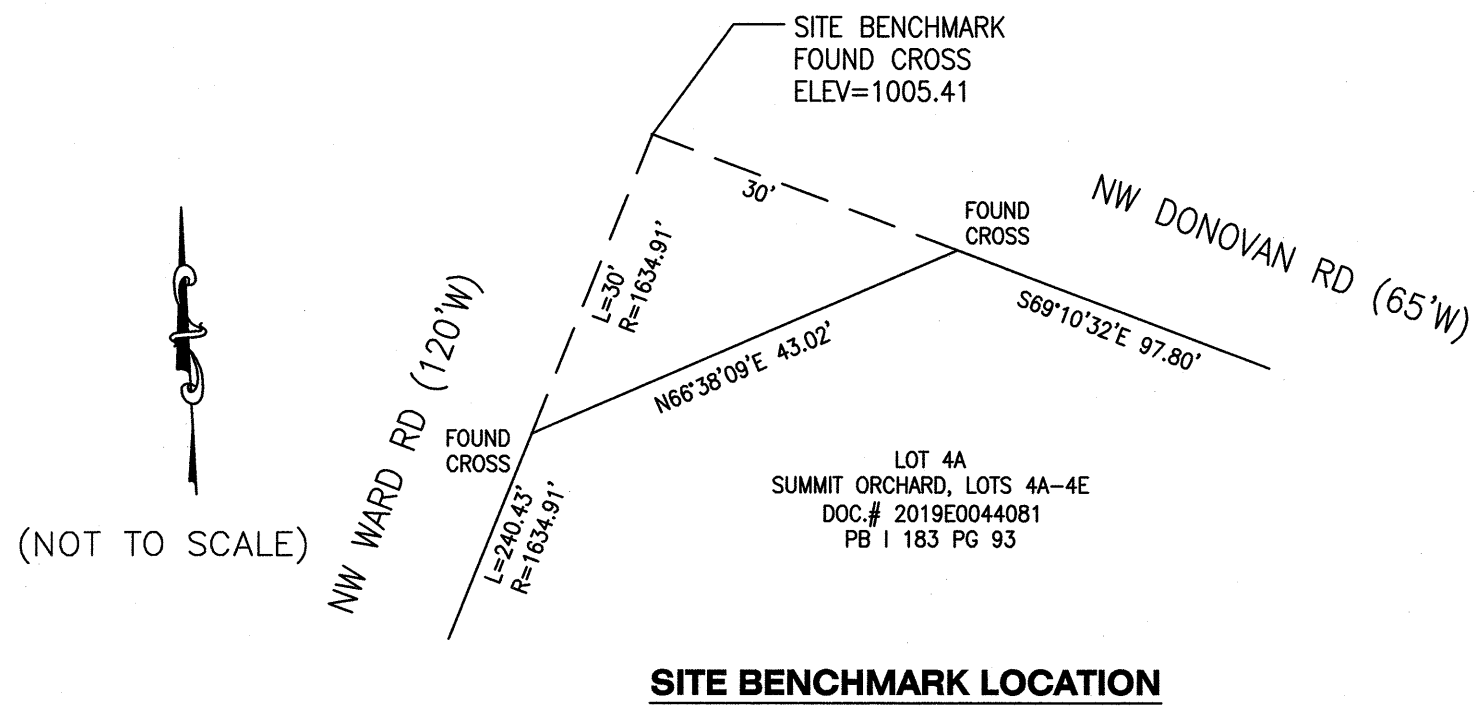 SITE BENCHMARK
FOUND CROSS
ELEV=1005.41
30'
FOUND
CROSS
NW DONOVAN RD (65'W)
S69°10'32'E 97.80'
L=30'
R=1634.91'
N66°38'09'E 43.02'
NW WARD RD (120'W)
FOUND
CROSS
L=240.43'
R=1634.91'
LOT 4A
SUMMIT ORCHARD, LOTS 4A-4E
DOC.# 2019E0044081
PB I 183 PG 93
(NOT TO SCALE)
SITE BENCHMARK LOCATION